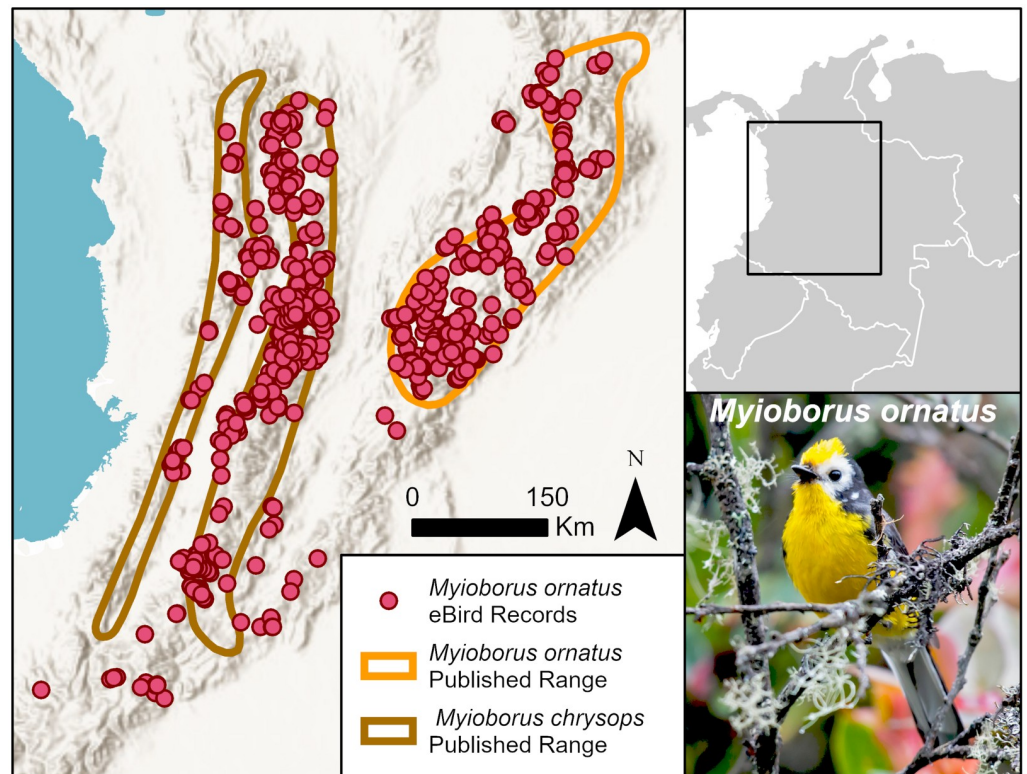 Myioborus ornatus
N
0 150
Km
Myioborus ornatus
eBird Records
Myioborus ornatus
Published Range
Myioborus chrysops
Published Range